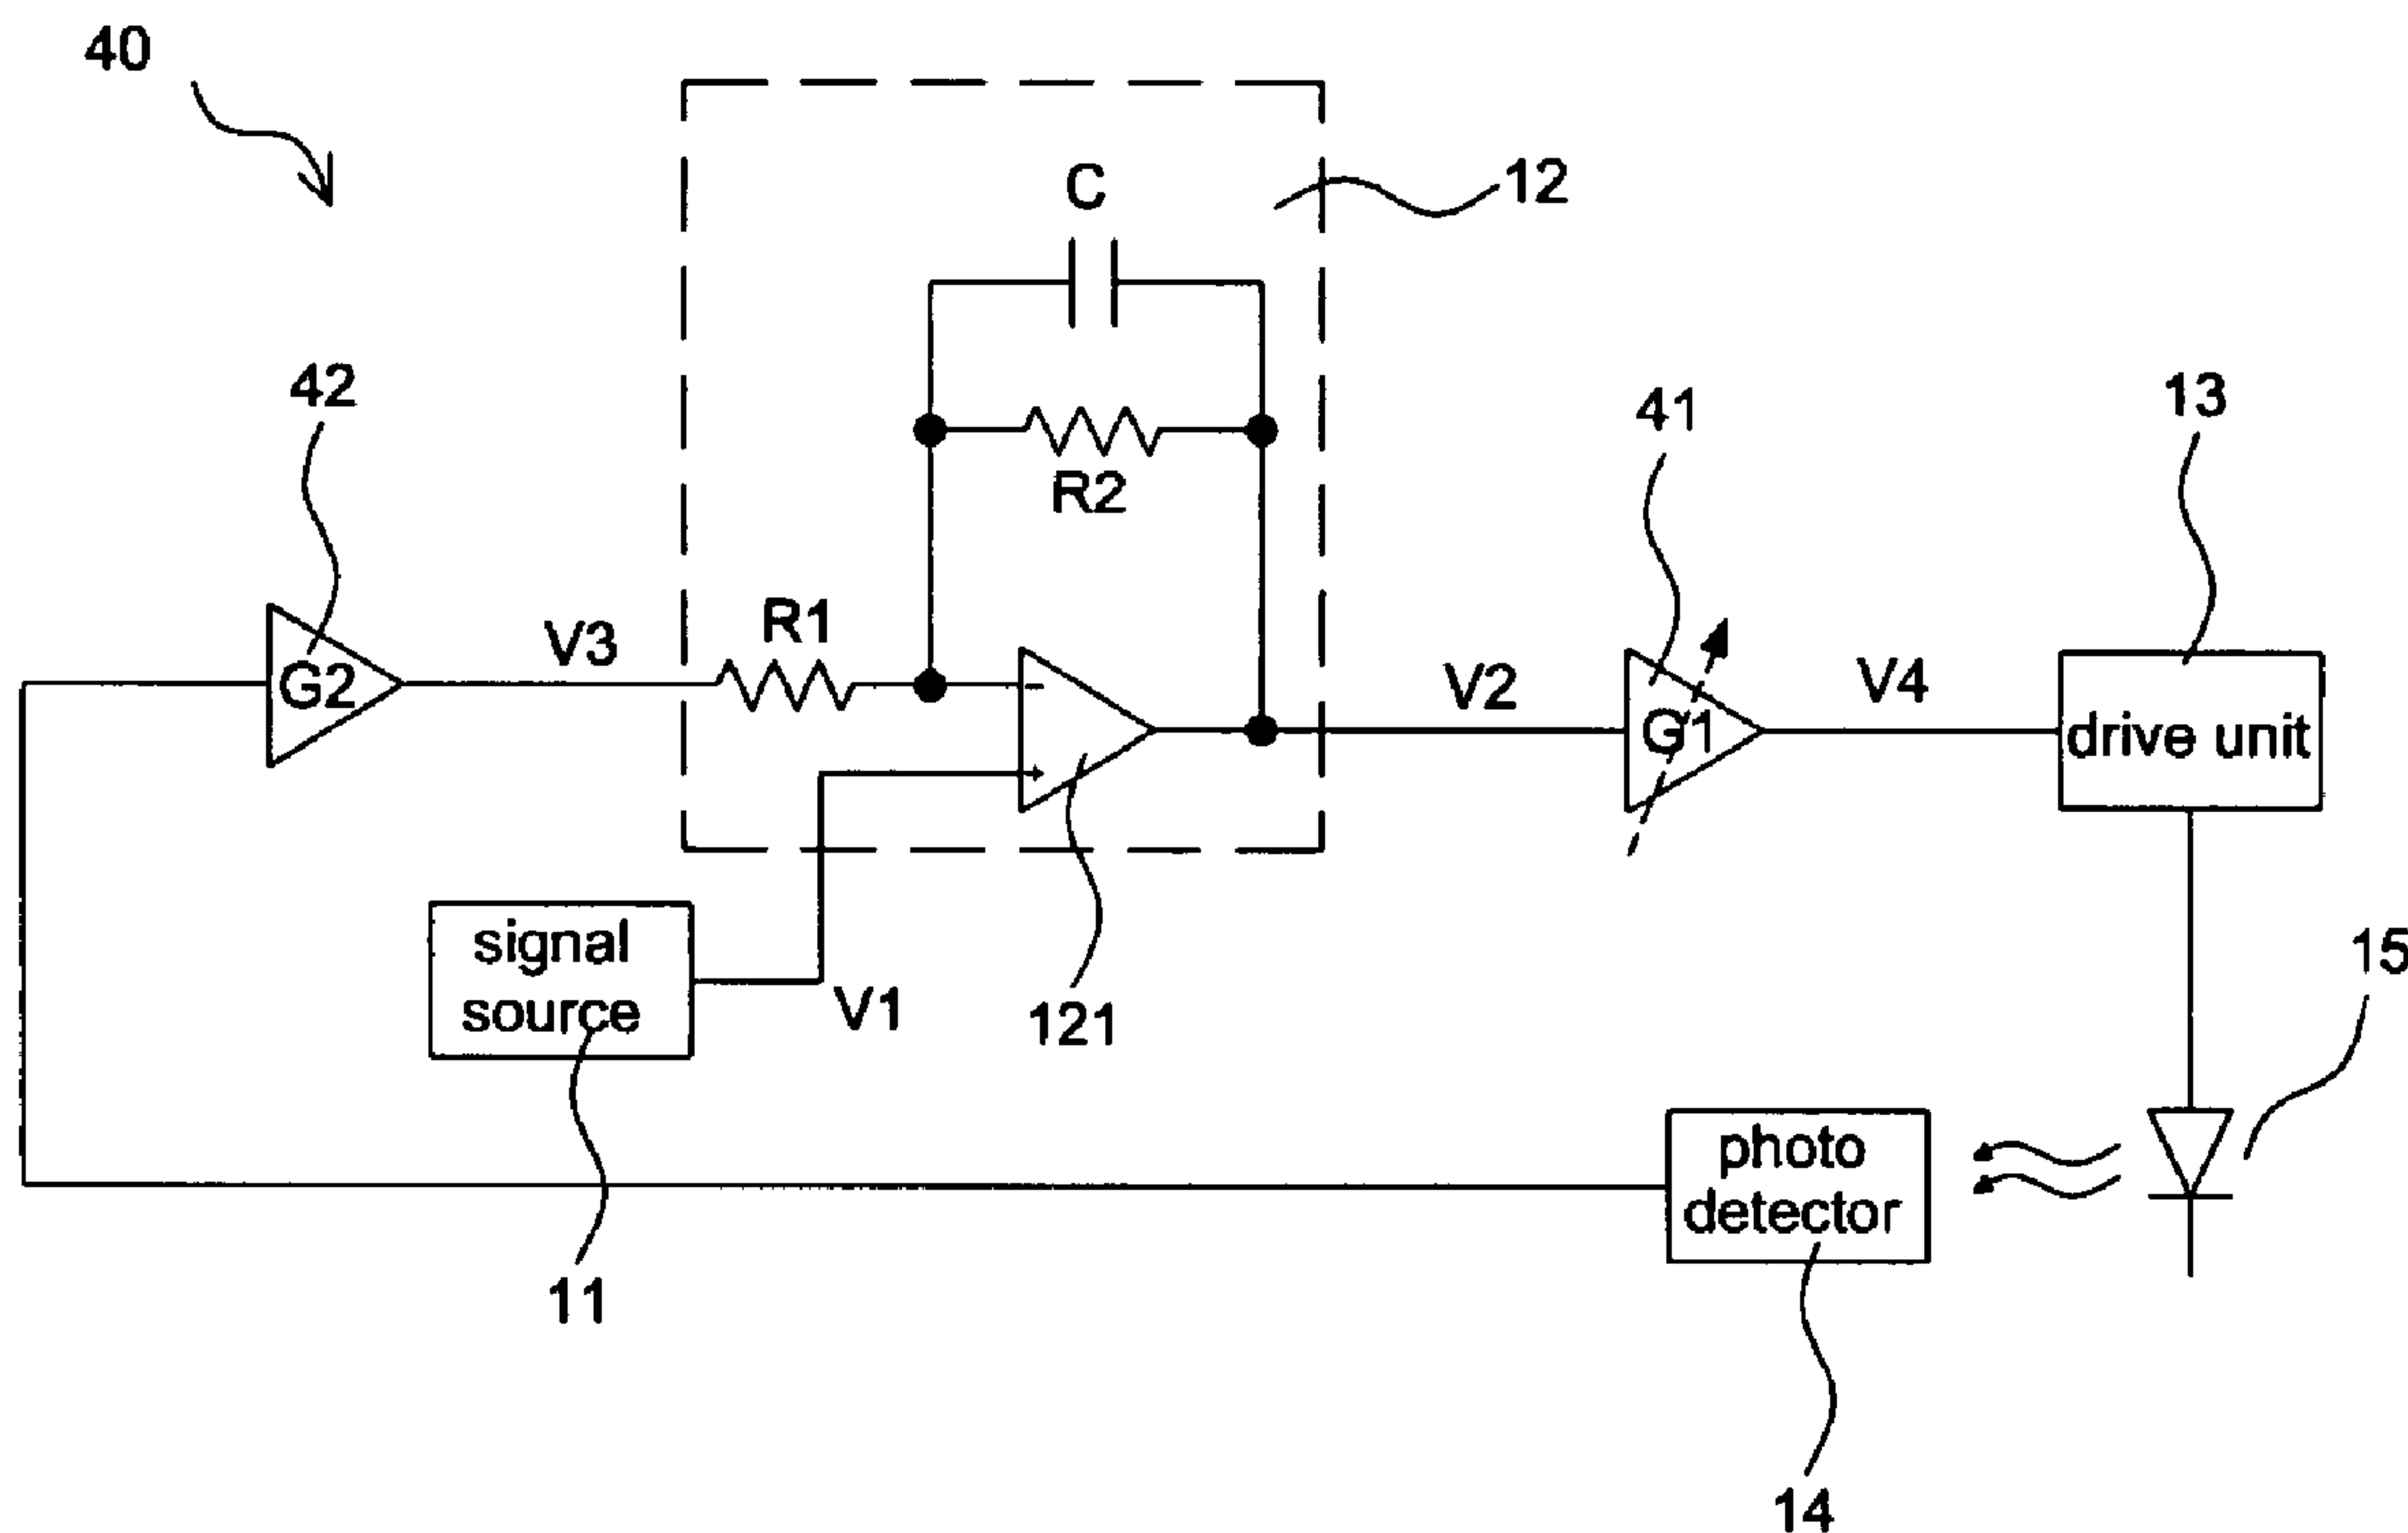 40
12
C
42
41
13
R2
R1
V3
V2
V4
G2
G1
drive unit
-
+
signal
source
V1
121
15
photo
detector
11
14